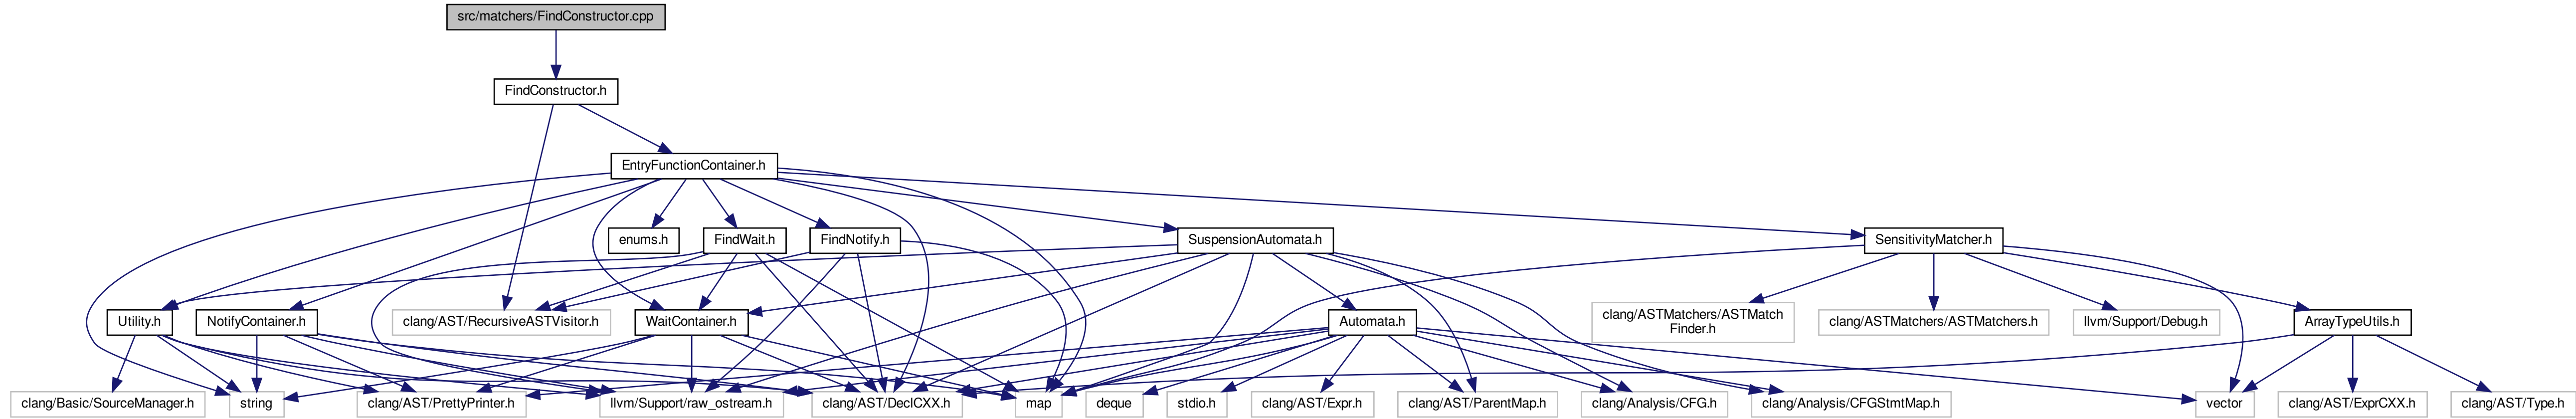 src/matchers/FindConstructor.cpp
FindConstructor.h
EntryFunctionContainer.h
enums.h
FindWait.h
FindNotify.h
SuspensionAutomata.h
SensitivityMatcher.h
Utility.h
NotifyContainer.h
clang/AST/RecursiveASTVisitor.h
WaitContainer.h
Automata.h
clang/ASTMatchers/ASTMatch
Finder.h
clang/ASTMatchers/ASTMatchers.h
llvm/Support/Debug.h
ArrayTypeUtils.h
clang/Basic/SourceManager.h
string
clang/AST/PrettyPrinter.h
llvm/Support/raw_ostream.h
clang/AST/DeclCXX.h
map
deque
stdio.h
clang/AST/Expr.h
clang/AST/ParentMap.h
clang/Analysis/CFG.h
clang/Analysis/CFGStmtMap.h
vector
clang/AST/ExprCXX.h
clang/AST/Type.h